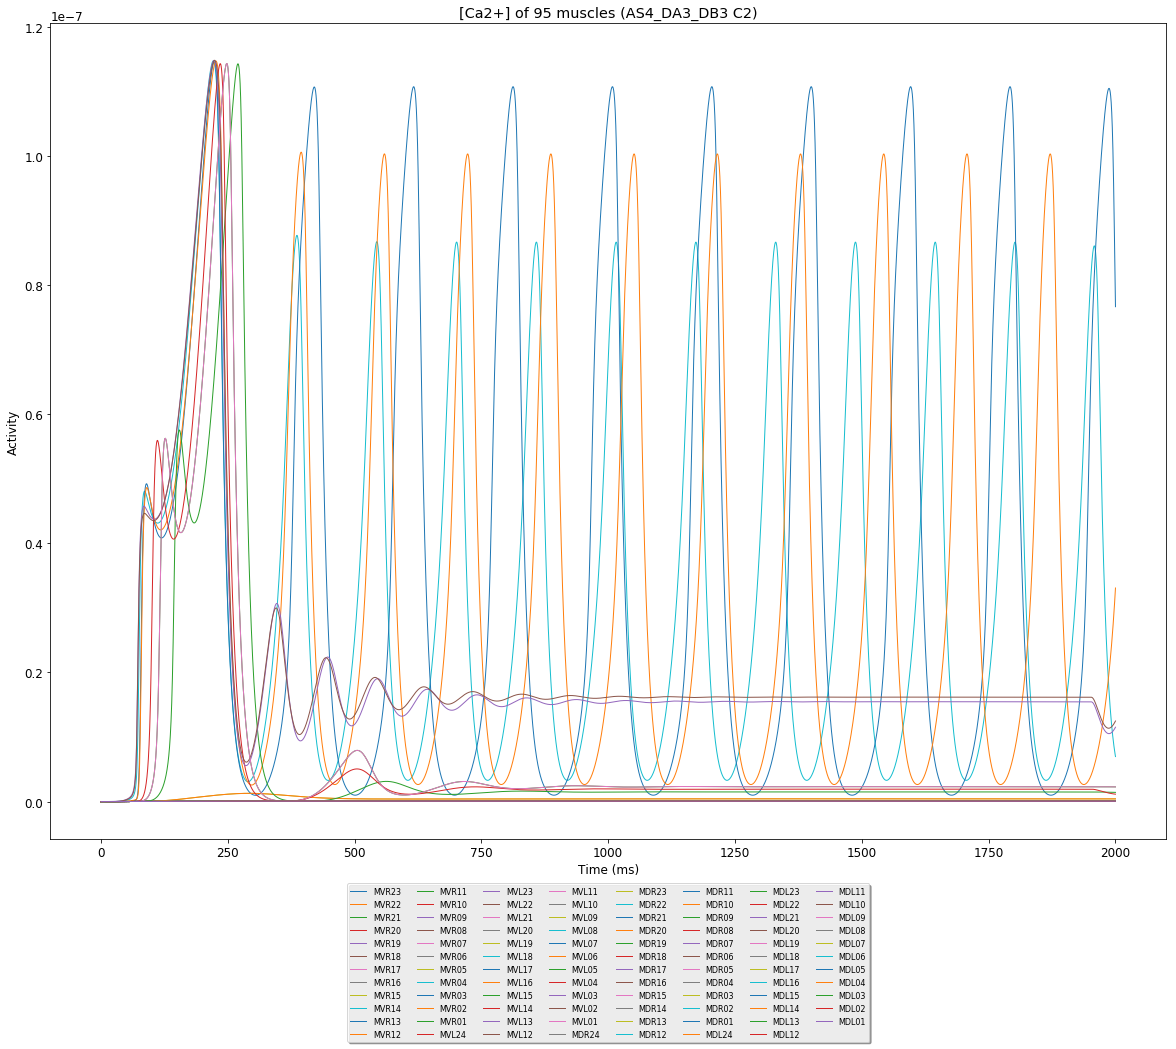 [Ca2+] of 95 muscles (AS4_DA3_DB3 C2)
1e−7
1.2
1.0
0.8
0.6
0.4
0.2
0.0
Activity
0 250 500 750 1000 1250 1500 1750 2000
Time (ms)
MVR23 MVR11 MVL23 MVL11 MDR23 MDR11 MDL23 MDL11
MVR22 MVR10 MVL22 MVL10 MDR22 MDR10 MDL22 MDL10
MVR21 MVR09 MVL21 MVL09 MDR21 MDR09 MDL21 MDL09
MVR20 MVR08 MVL20 MVL08 MDR20 MDR08 MDL20 MDL08
MVR19 MVR07 MVL19 MVL07 MDR19 MDR07 MDL19 MDL07
MVR18 MVR06 MVL18 MVL06 MDR18 MDR06 MDL18 MDL06
MVR17 MVR05 MVL17 MVL05 MDR17 MDR05 MDL17 MDL05
MVR16 MVR04 MVL16 MVL04 MDR16 MDR04 MDL16 MDL04
MVR15 MVR03 MVL15 MVL03 MDR15 MDR03 MDL15 MDL03
MVR14 MVR02 MVL14 MVL02 MDR14 MDR02 MDL14 MDL02
MVR13 MVR01 MVL13 MVL01 MDR13 MDR01 MDL13 MDL01
MVR12 MVL24 MVL12 MDR24 MDR12 MDL24 MDL12